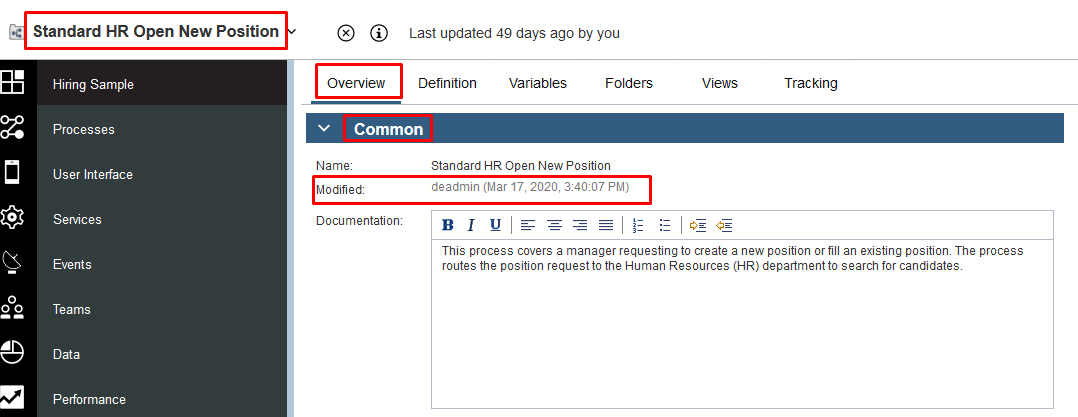 Standard HR Open New Position
Last updated 49 days ago by you
Hiring Sample
Processes
User Interface
Services
Events
Teams
Data
Performance
Overview Definition Variables Folders Views Tracking
Common
Name: Standard HR Open New Position
Modified: deadmin (Mar 17, 2020, 3:40:07 PM)
Documentation:
B I U
This process covers a manager requesting to create a new position or fill an existing position. The process
routes the position request to the Human Resources (HR) department to search for candidates.